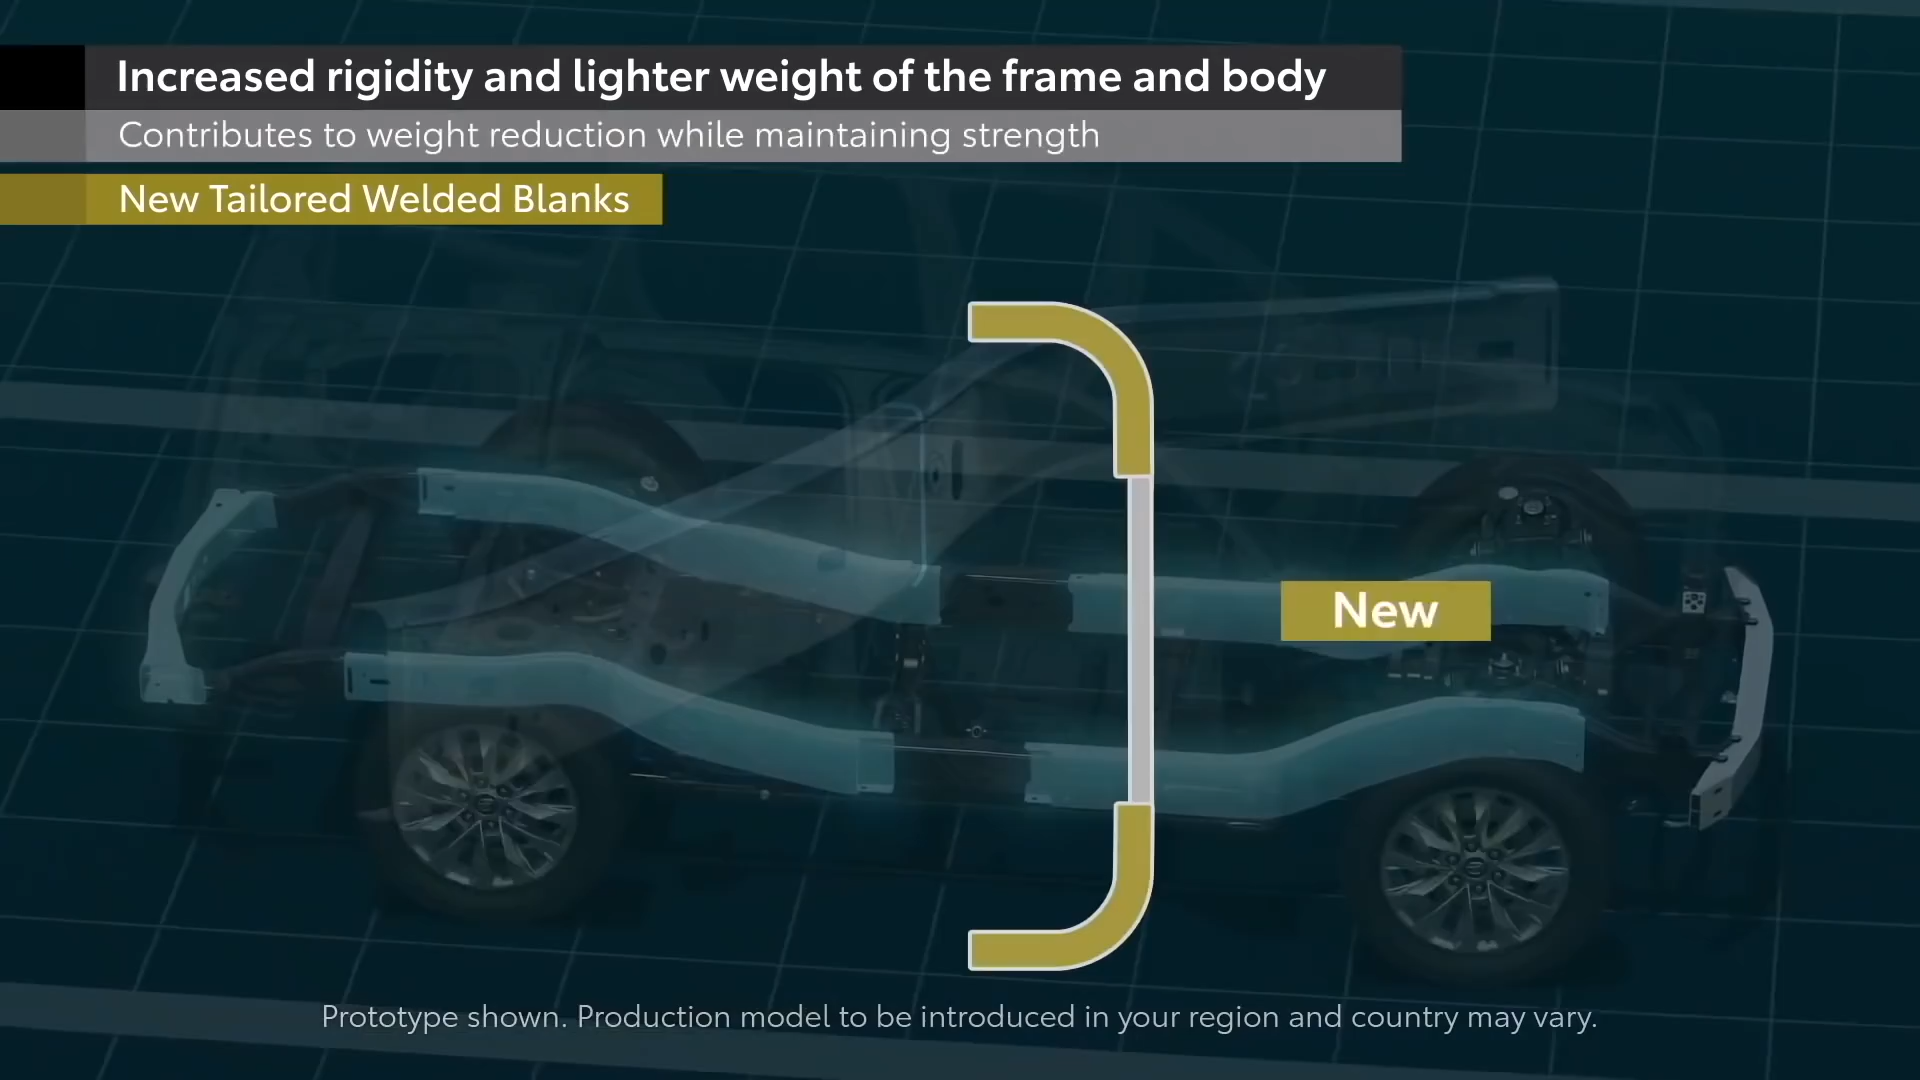 Increased rigidity and lighter weight of the frame and body
Contributes to weight reduction while maintaining strength
New Tailored Welded Blanks
New
Prototype shown. Production model to be introduced in your region and country may vary.